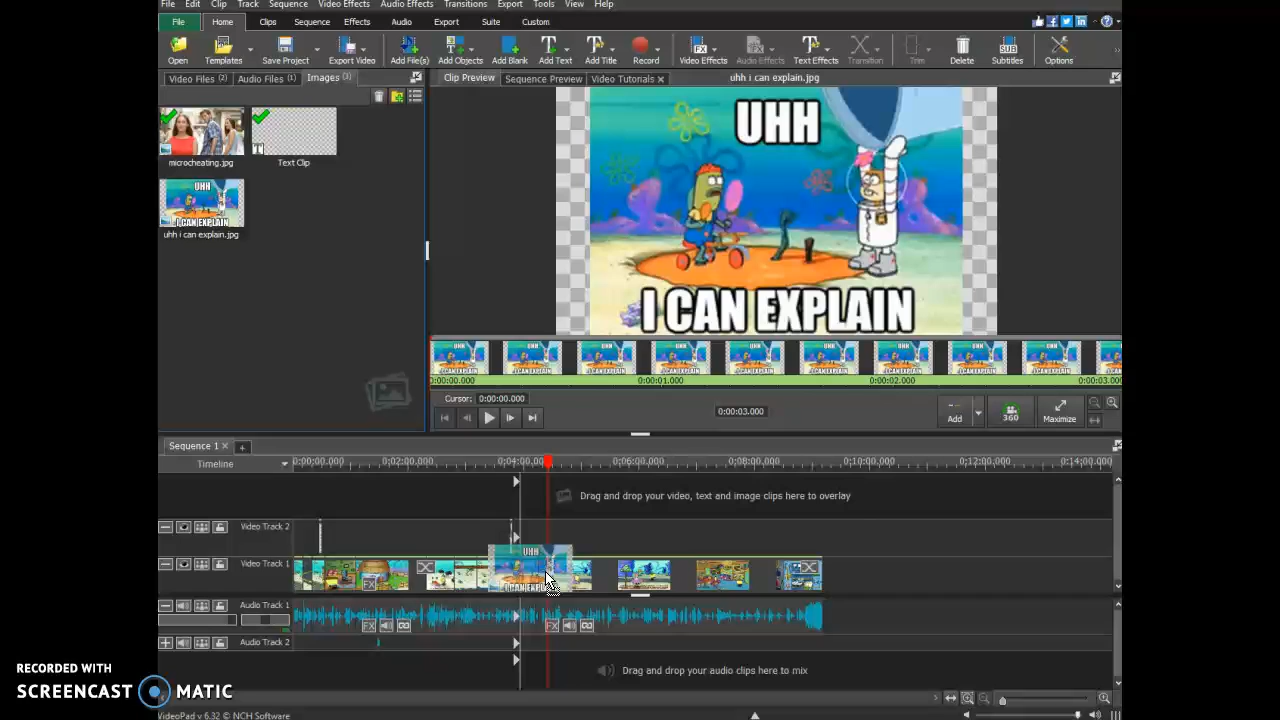 File Edit Clip Track Sequence Video Effects Audio Effects Transitions Export Tools View Help
File Home Clips Sequence Effects Audio Export Suite Custom
Open Templates Save Project Export Video Add File(s) Add Objects Add Blank Add Text Add Title Record Video Effects Audio Effects Text Effects Transition Trim Delete Subtitles Options
Video Files (2) Audio Files (1) Images (3) Clip Preview Sequence Preview Video Tutorials uhh i can explain.jpg
microcheating.jpg Text Clip
uhh i can explain.jpg
UHH
I CAN EXPLAIN
0:00:00.000 0:00:01.000 0:00:02.000 0:00:03.000
Cursor: 0:00:00.000
0:00:03.000
Add 360 Maximize
Sequence 1
Timeline 0:00:00.000 0:02:00.000 0:04:00.000 0:06:00.000 0:08:00.000 0:10:00.000 0:12:00.000 0:14:00.000
Drag and drop your video, text and image clips here to overlay
Video Track 2
Video Track 1
Audio Track 1
Audio Track 2
Drag and drop your audio clips here to mix
VideoPad v 6.32 © NCH Software
RECORDED WITH
SCREENCAST MATIC